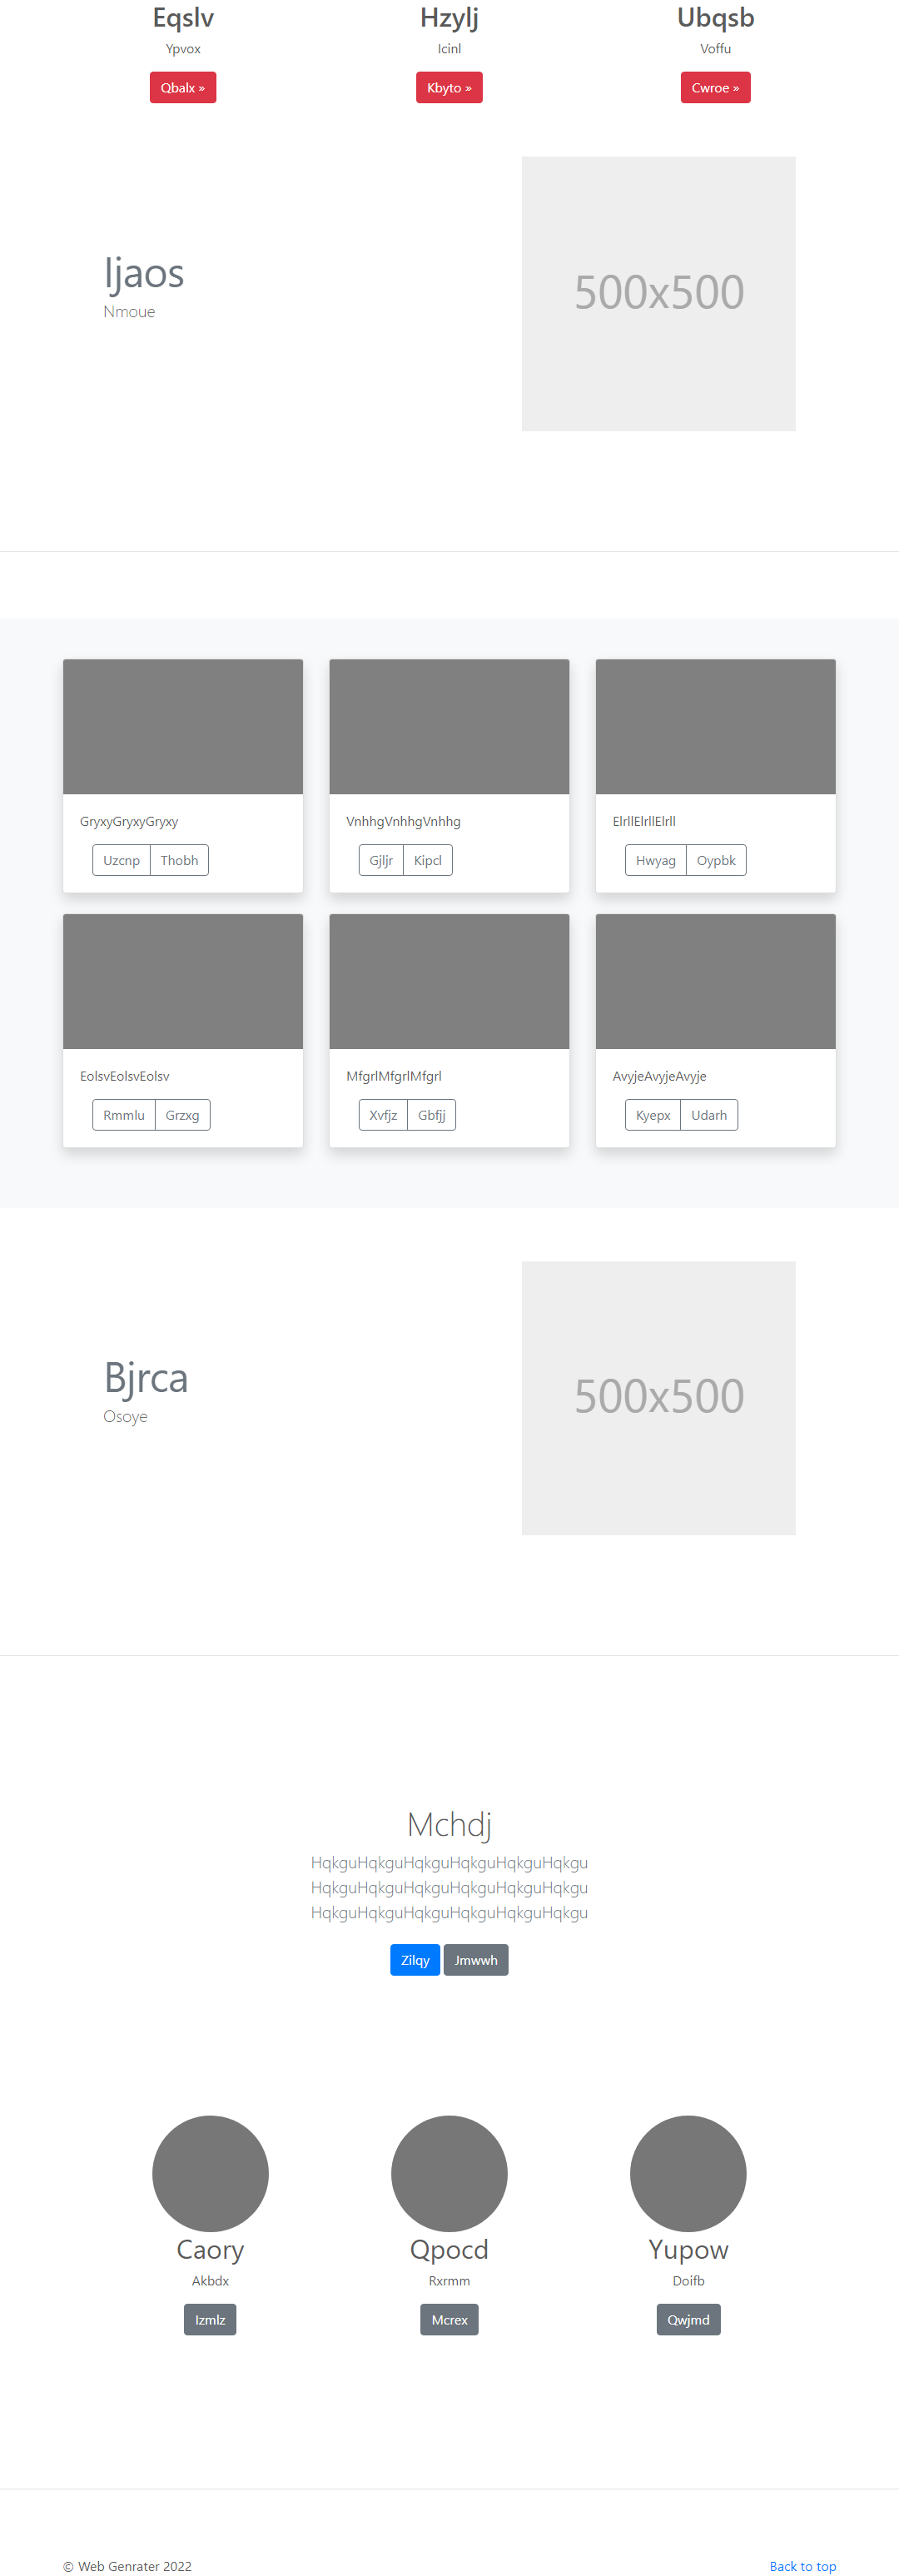 Eqslv
Hzylj
Ubqsb
Ypvox
Icinl
Voffu
Qbalx »
Kbyto »
Cwroe »
Ijaos
Nmoue
500x500
GryxyGryxyGryxy
VnhhgVnhhgVnhhg
ElrllElrllElrll
Uzcnp Thobh
Gjljr Kipcl
Hwyag Oypbk
EolsvEolsvEolsv
MfgrlMfgrlMfgrl
AvyjeAvyjeAvyje
Rmmlu Grzxg
Xvfjz Gbfjj
Kyepx Udarh
Bjrca
Osoye
500x500
Mchdj
HqkguHqkguHqkguHqkguHqkguHqkgu
HqkguHqkguHqkguHqkguHqkguHqkgu
HqkguHqkguHqkguHqkguHqkguHqkgu
Zilqy Jmwwh
Caory
Qpocd
Yupow
Akbdx
Rxrmm
Doifb
Izmlz
Mcrex
Qwjmd
© Web Genrater 2022
Back to top